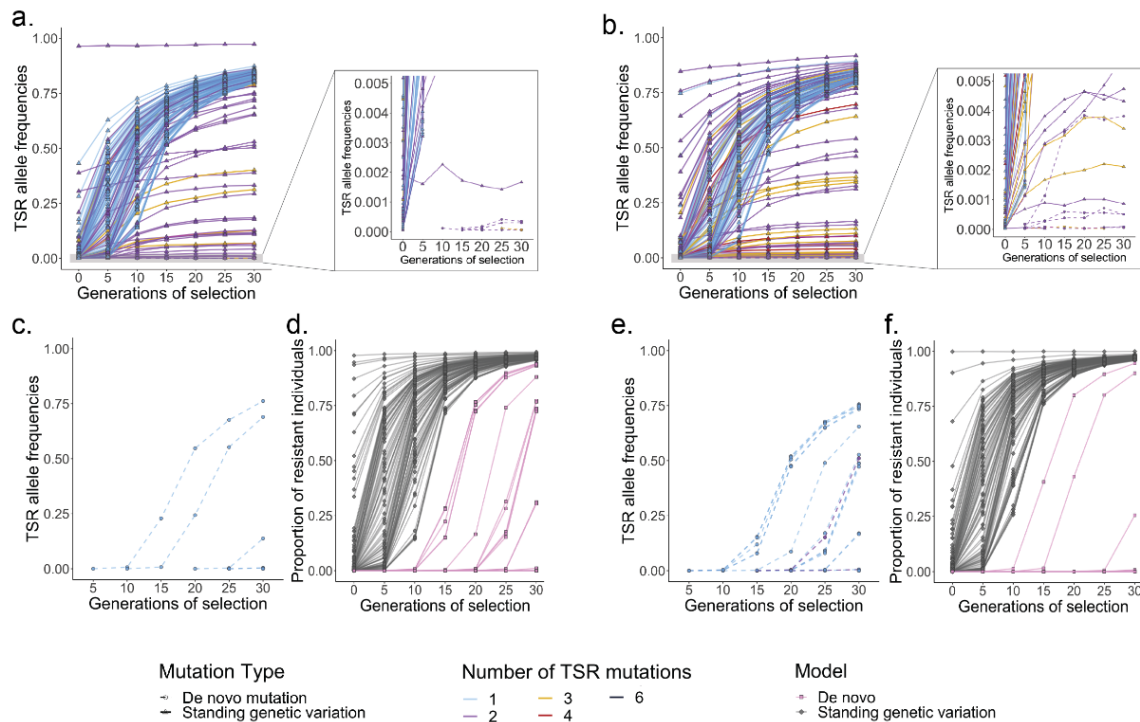 a.
TSR allele frequencies
1.00
0.75
0.50
0.25
0.00
0 5 10 15 20 25 30
Generations of selection
TSR allele frequencies
0.005
0.004
0.003
0.002
0.001
0.000
0 5 10 15 20 25 30
Generations of selection
b.
TSR allele frequencies
1.00
0.75
0.50
0.25
0.00
0 5 10 15 20 25 30
Generations of selection
TSR allele frequencies
0.005
0.004
0.003
0.002
0.001
0.000
0 5 10 15 20 25 30
Generations of selection
c.
TSR allele frequencies
1.00
0.75
0.50
0.25
0.00
5 10 15 20 25 30
Generations of selection
d.
Proportion of resistant individuals
1.00
0.75
0.50
0.25
0.00
0 5 10 15 20 25 30
Generations of selection
e.
TSR allele frequencies
1.00
0.75
0.50
0.25
0.00
5 10 15 20 25 30
Generations of selection
f.
Proportion of resistant individuals
1.00
0.75
0.50
0.25
0.00
0 5 10 15 20 25 30
Generations of selection
Mutation Type
De novo mutation
Standing genetic variation
Number of TSR mutations
1 3 6
2 4
Model
De novo
Standing genetic variation